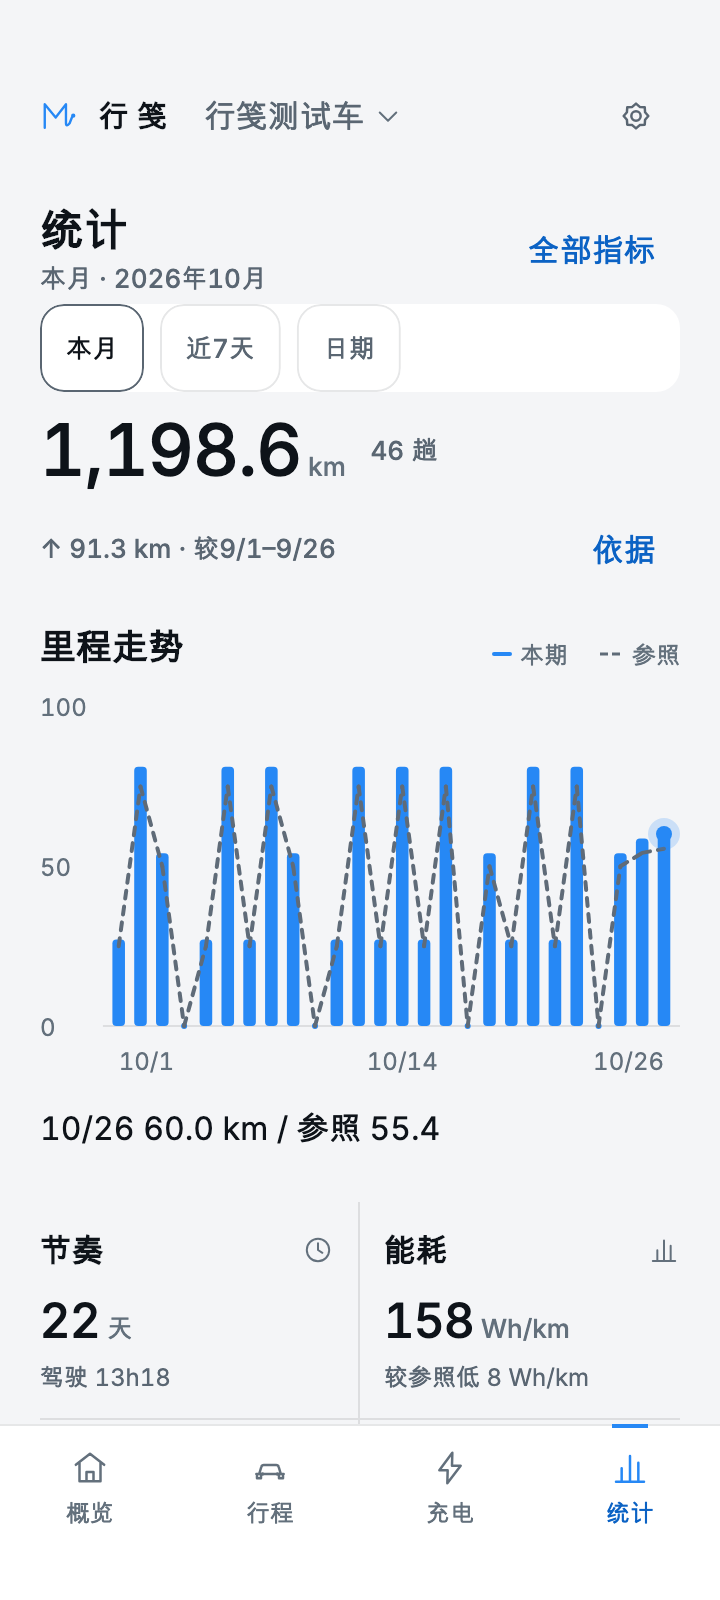 行笺 行笺测试车
统计
全部指标
本月 · 2026年10月
本月 近7天 日期
1,198.6 km 46 趟
↑ 91.3 km · 较9/1–9/26 依据
里程走势 本期 参照
100
50
0
10/1 10/14 10/26
10/26 60.0 km / 参照 55.4
节奏 能耗
22 天 158 Wh/km
驾驶 13h18 较参照低 8 Wh/km
概览 行程 充电 统计